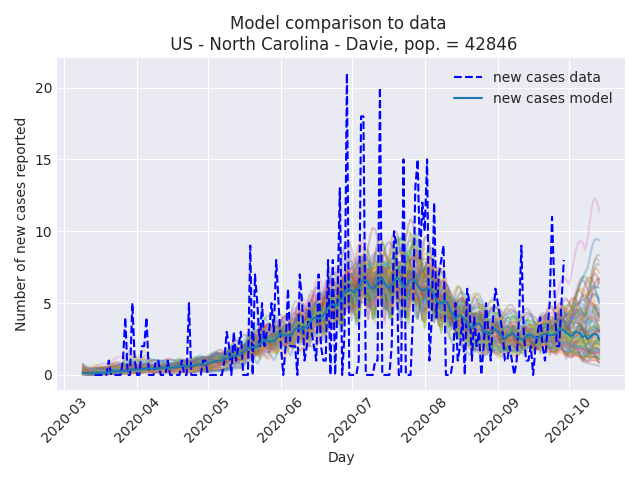 Model comparison to data
US - North Carolina - Davie, pop. = 42846
new cases data
new cases model
Number of new cases reported
20
15
10
5
0
2020-03
2020-04
2020-05
2020-06
2020-07
2020-08
2020-09
2020-10
Day